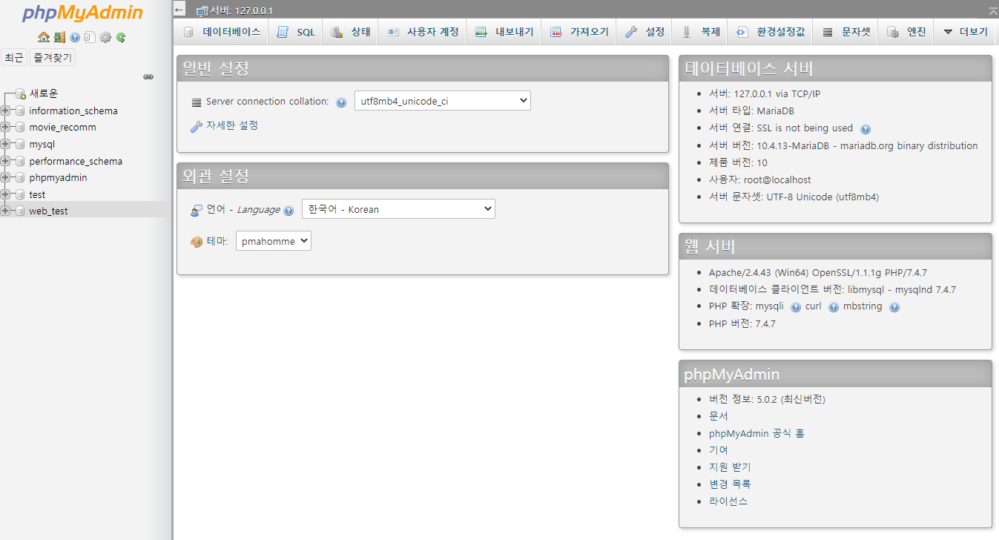 phpMyAdmin
최근 즐겨찾기
새로운
information_schema
movie_recomm
mysql
performance_schema
phpmyadmin
test
web_test
서버: 127.0.0.1
데이터베이스 SQL 상태 사용자 계정 내보내기 가져오기 설정 복제 환경설정값 문자셋 엔진 더보기
일반 설정
Server connection collation: utf8mb4_unicode_ci
자세한 설정
외관 설정
언어 - Language 한국어 - Korean
테마: pmahomme
데이터베이스 서버
서버: 127.0.0.1 via TCP/IP
서버 타입: MariaDB
서버 연결: SSL is not being used
서버 버전: 10.4.13-MariaDB - mariadb.org binary distribution
제품 버전: 10
사용자: root@localhost
서버 문자셋: UTF-8 Unicode (utf8mb4)
웹 서버
Apache/2.4.43 (Win64) OpenSSL/1.1.1g PHP/7.4.7
데이터베이스 클라이언트 버전: libmysql - mysqlnd 7.4.7
PHP 확장: mysqli curl mbstring
PHP 버전: 7.4.7
phpMyAdmin
버전 정보: 5.0.2 (최신버전)
문서
phpMyAdmin 공식 홈
기여
지원 받기
변경 목록
라이선스